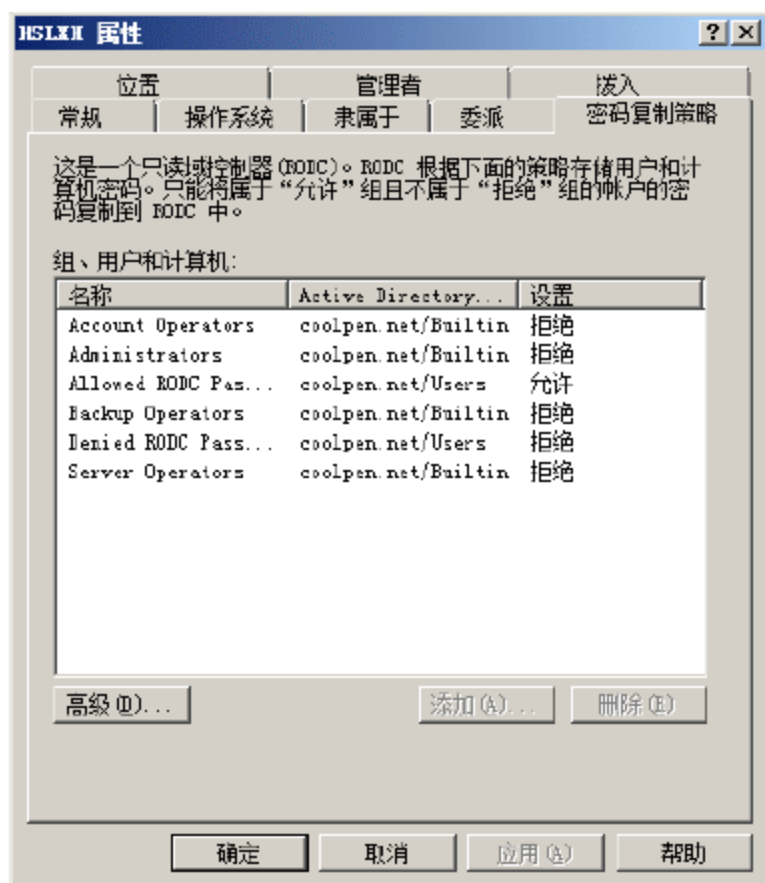 HSLXH 属性
位置 管理者 拨入
常规 操作系统 隶属于 委派 密码复制策略
这是一个只读域控制器(RODC)。RODC 根据下面的策略存储用户和计
算机密码。只能将属于“允许”组且不属于“拒绝”组的帐户的密
码复制到 RODC 中。
组、用户和计算机:
名称 Active Directory... 设置
Account Operators coolpen.net/Builtin 拒绝
Administrators coolpen.net/Builtin 拒绝
Allowed RODC Pas... coolpen.net/Users 允许
Backup Operators coolpen.net/Builtin 拒绝
Denied RODC Pass... coolpen.net/Users 拒绝
Server Operators coolpen.net/Builtin 拒绝
高级(D)... 添加(A)... 删除(R)
确定 取消 应用(A) 帮助